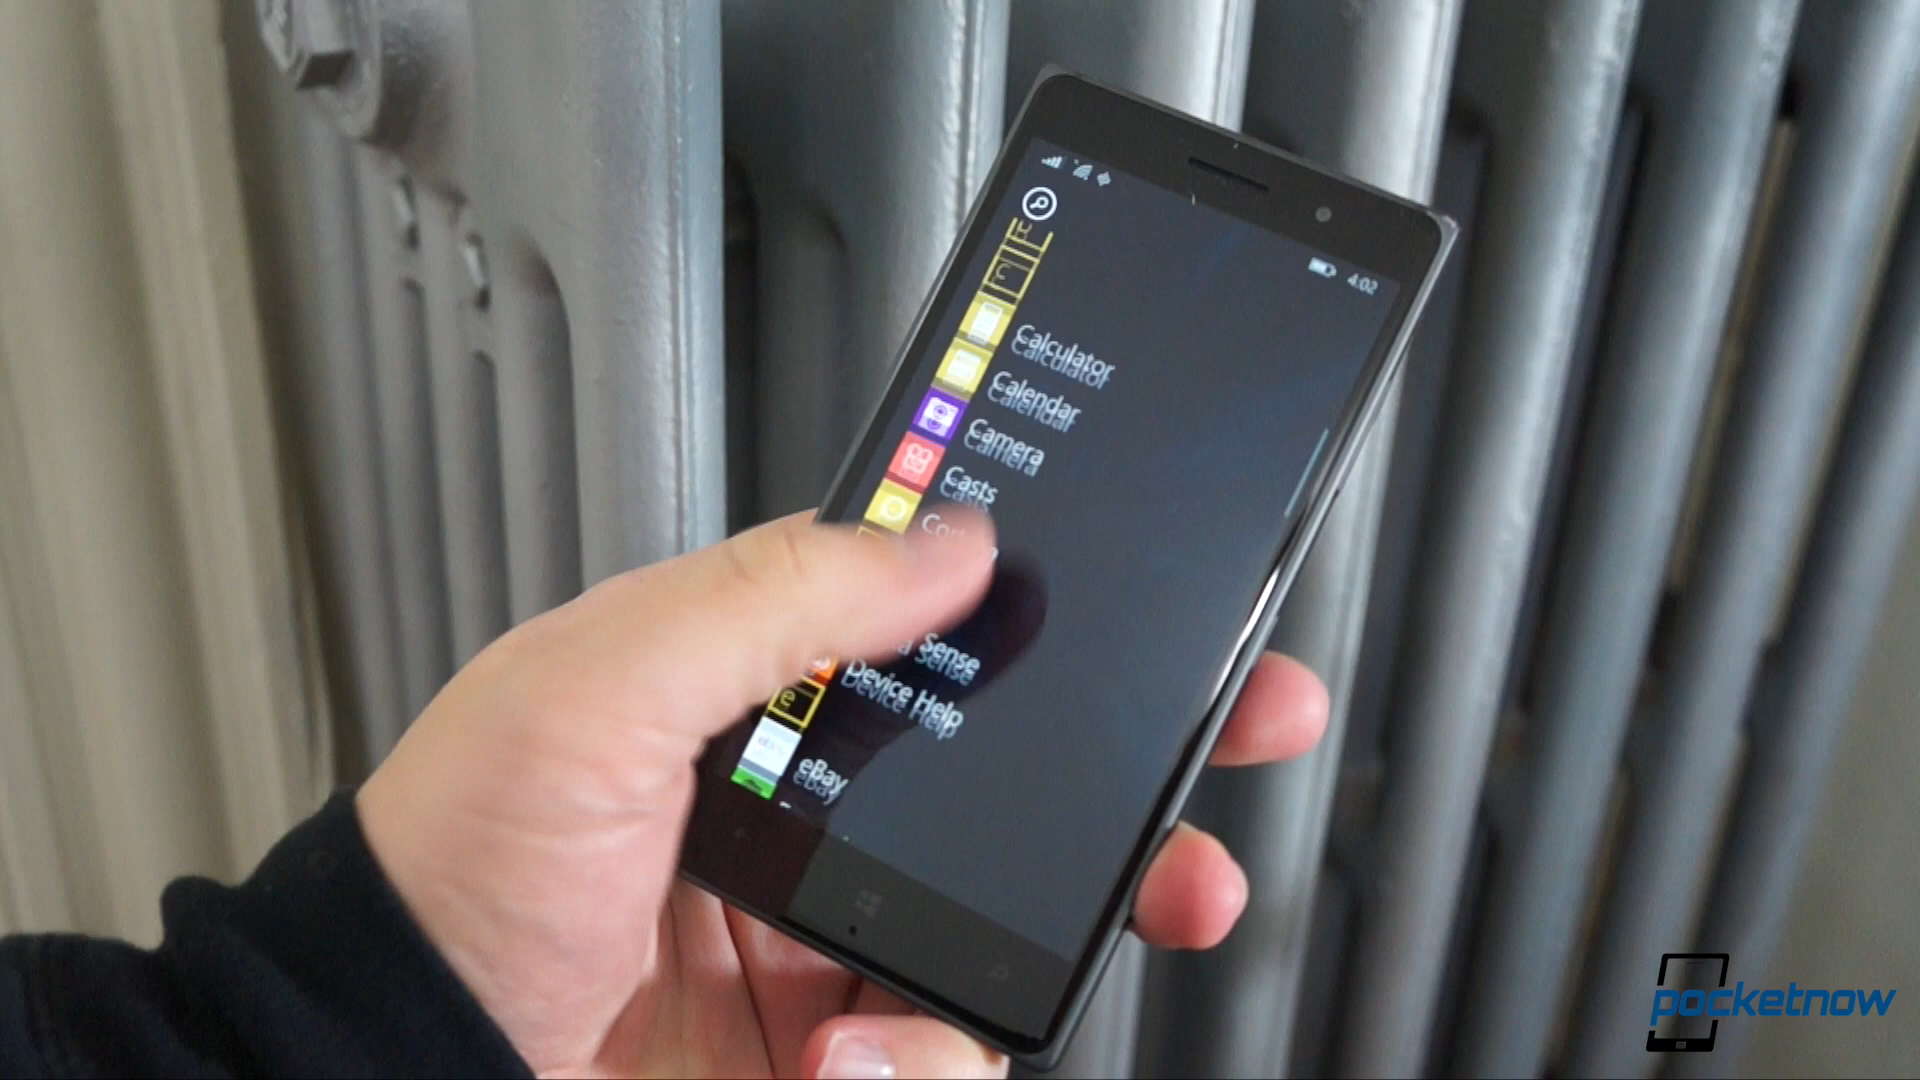 4:02
c
Calculator
Calendar
Camera
Casts
Sense
Device Help
e
eBay
pocketnow